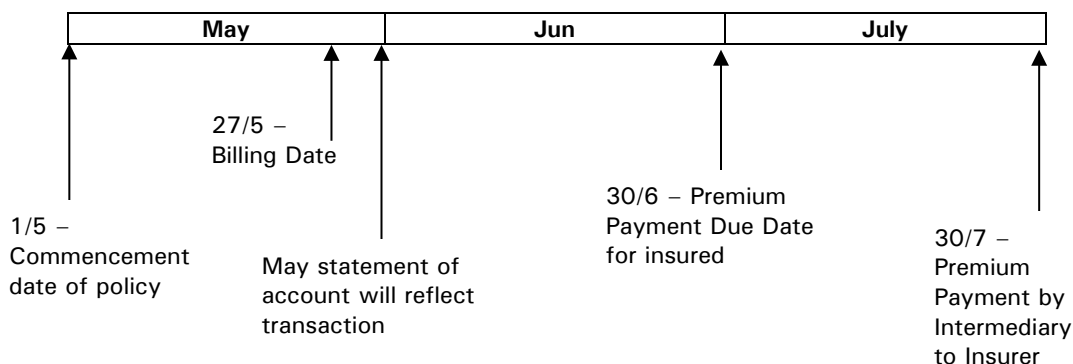 May
Jun
July
27/5 –
Billing Date
1/5 –
Commencement
date of policy
May statement of
account will reflect
transaction
30/6 – Premium
Payment Due Date
for insured
30/7 –
Premium
Payment by
Intermediary
to Insurer